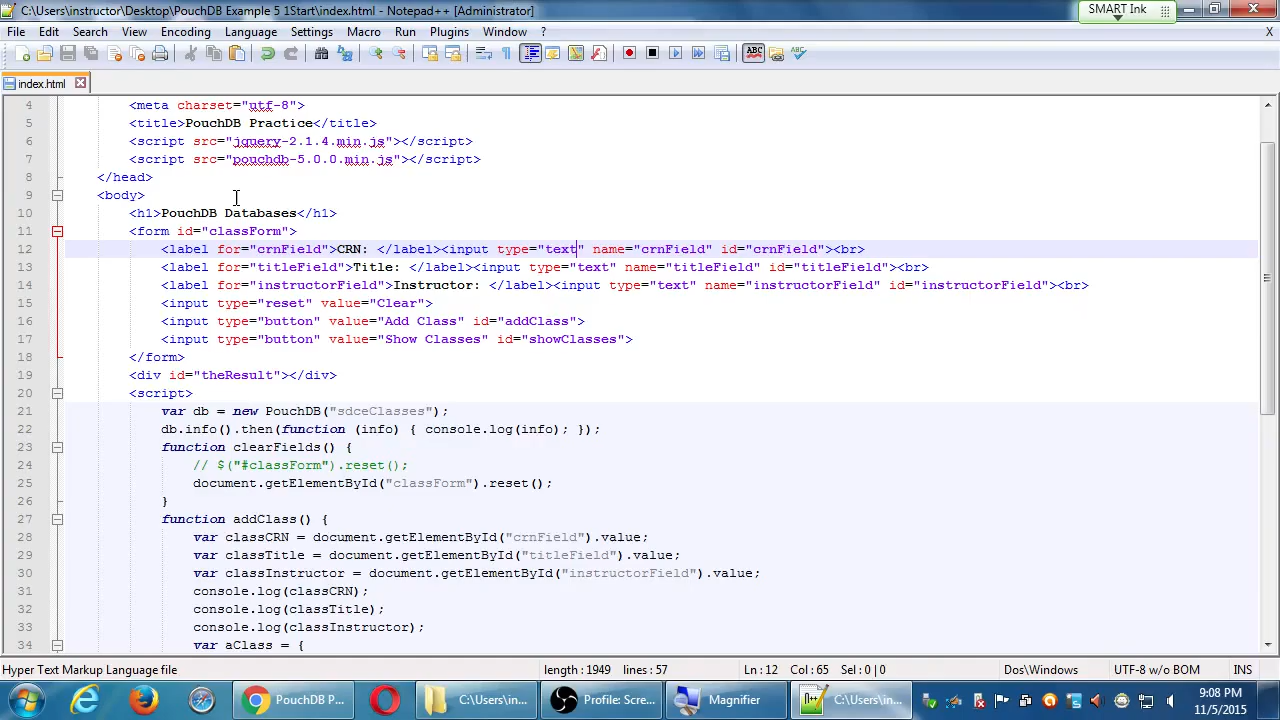 C:\Users\instructor\Desktop\PouchDB Example 5 1Start\index.html - Notepad++ [Administrator]
SMART Ink
File Edit Search View Encoding Language Settings Macro Run Plugins Window ? X
index.html
4 <meta charset="utf-8">
5 <title>PouchDB Practice</title>
6 <script src="jquery-2.1.4.min.js"></script>
7 <script src="pouchdb-5.0.0.min.js"></script>
8 </head>
9 <body>
10 <h1>PouchDB Databases</h1>
11 <form id="classForm">
12 <label for="crnField">CRN: </label><input type="text" name="crnField" id="crnField"><br>
13 <label for="titleField">Title: </label><input type="text" name="titleField" id="titleField"><br>
14 <label for="instructorField">Instructor: </label><input type="text" name="instructorField" id="instructorField"><br>
15 <input type="reset" value="Clear">
16 <input type="button" value="Add Class" id="addClass">
17 <input type="button" value="Show Classes" id="showClasses">
18 </form>
19 <div id="theResult"></div>
20 <script>
21 var db = new PouchDB("sdceClasses");
22 db.info().then(function (info) { console.log(info); });
23 function clearFields() {
24 // $("#classForm").reset();
25 document.getElementById("classForm").reset();
26 }
27 function addClass() {
28 var classCRN = document.getElementById("crnField").value;
29 var classTitle = document.getElementById("titleField").value;
30 var classInstructor = document.getElementById("instructorField").value;
31 console.log(classCRN);
32 console.log(classTitle);
33 console.log(classInstructor);
34 var aClass = {
Hyper Text Markup Language file length : 1949 lines : 57 Ln : 12 Col : 65 Sel : 0 | 0 Dos\Windows UTF-8 w/o BOM INS
PouchDB P... C:\Users\in... Profile: Scre... Magnifier C:\Users\in... 9:08 PM
11/5/2015